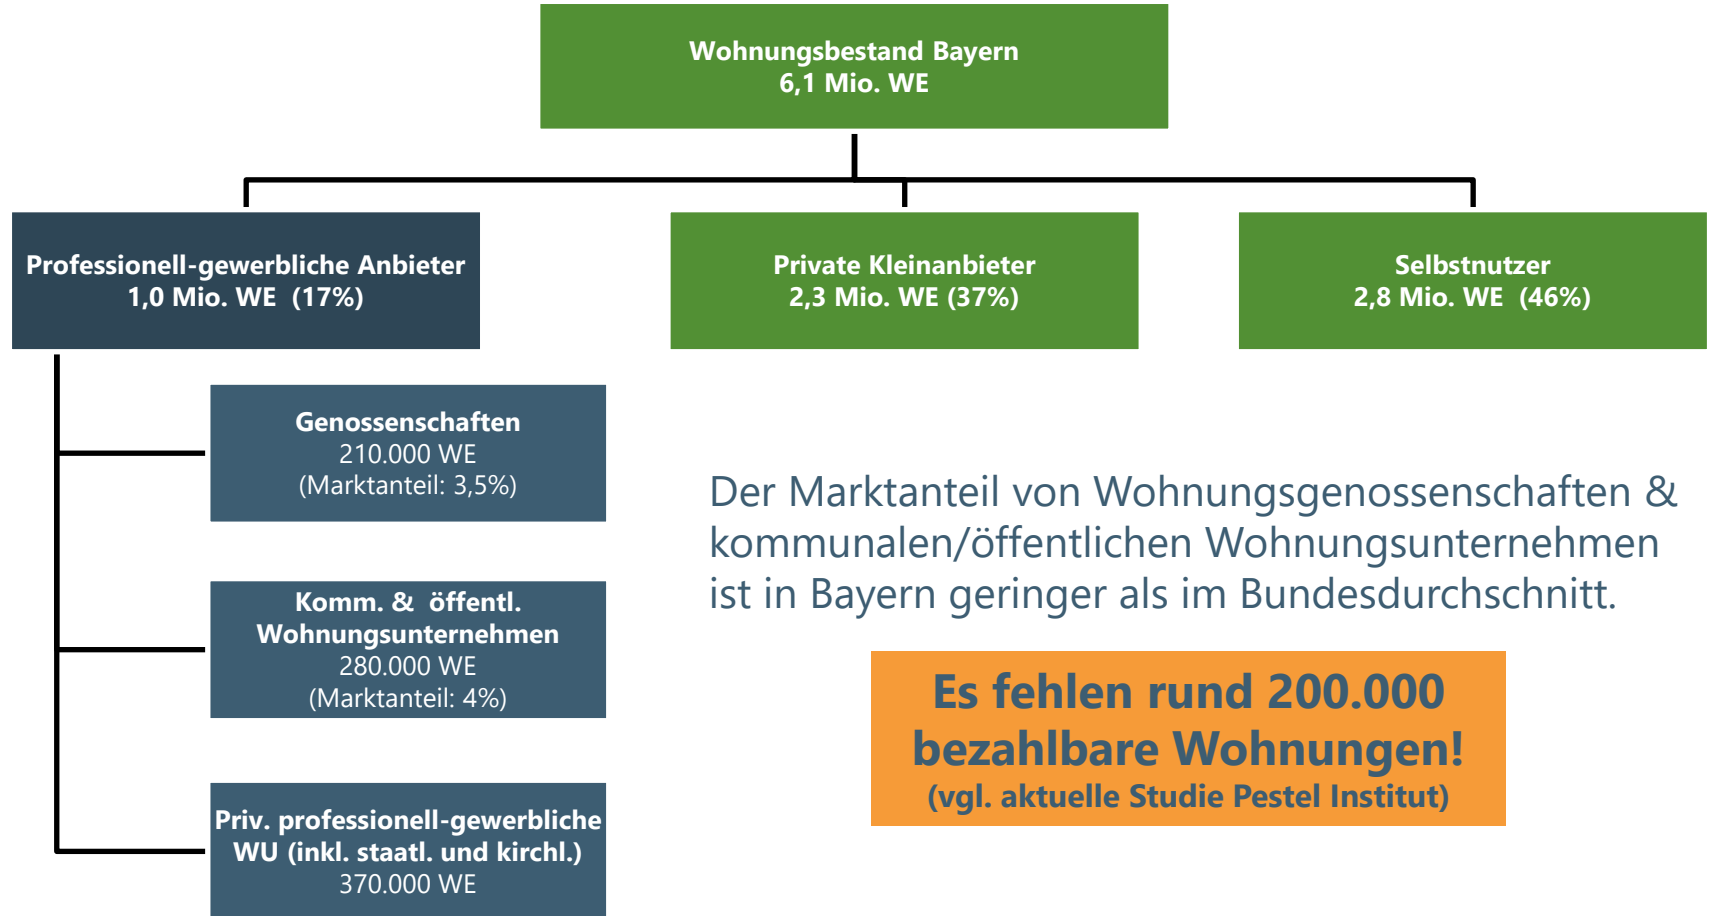 Wohnungsbestand Bayern
6,1 Mio. WE
Professionell-gewerbliche Anbieter
1,0 Mio. WE (17%)
Private Kleinanbieter
2,3 Mio. WE (37%)
Selbstnutzer
2,8 Mio. WE (46%)
Genossenschaften
210.000 WE
(Marktanteil: 3,5%)
Komm. & öffentl.
Wohnungsunternehmen
280.000 WE
(Marktanteil: 4%)
Priv. professionell-gewerbliche
WU (inkl. staatl. und kirchl.)
370.000 WE
Der Marktanteil von Wohnungsgenossenschaften &
kommunalen/öffentlichen Wohnungsunternehmen
ist in Bayern geringer als im Bundesdurchschnitt.
Es fehlen rund 200.000
bezahlbare Wohnungen!
(vgl. aktuelle Studie Pestel Institut)